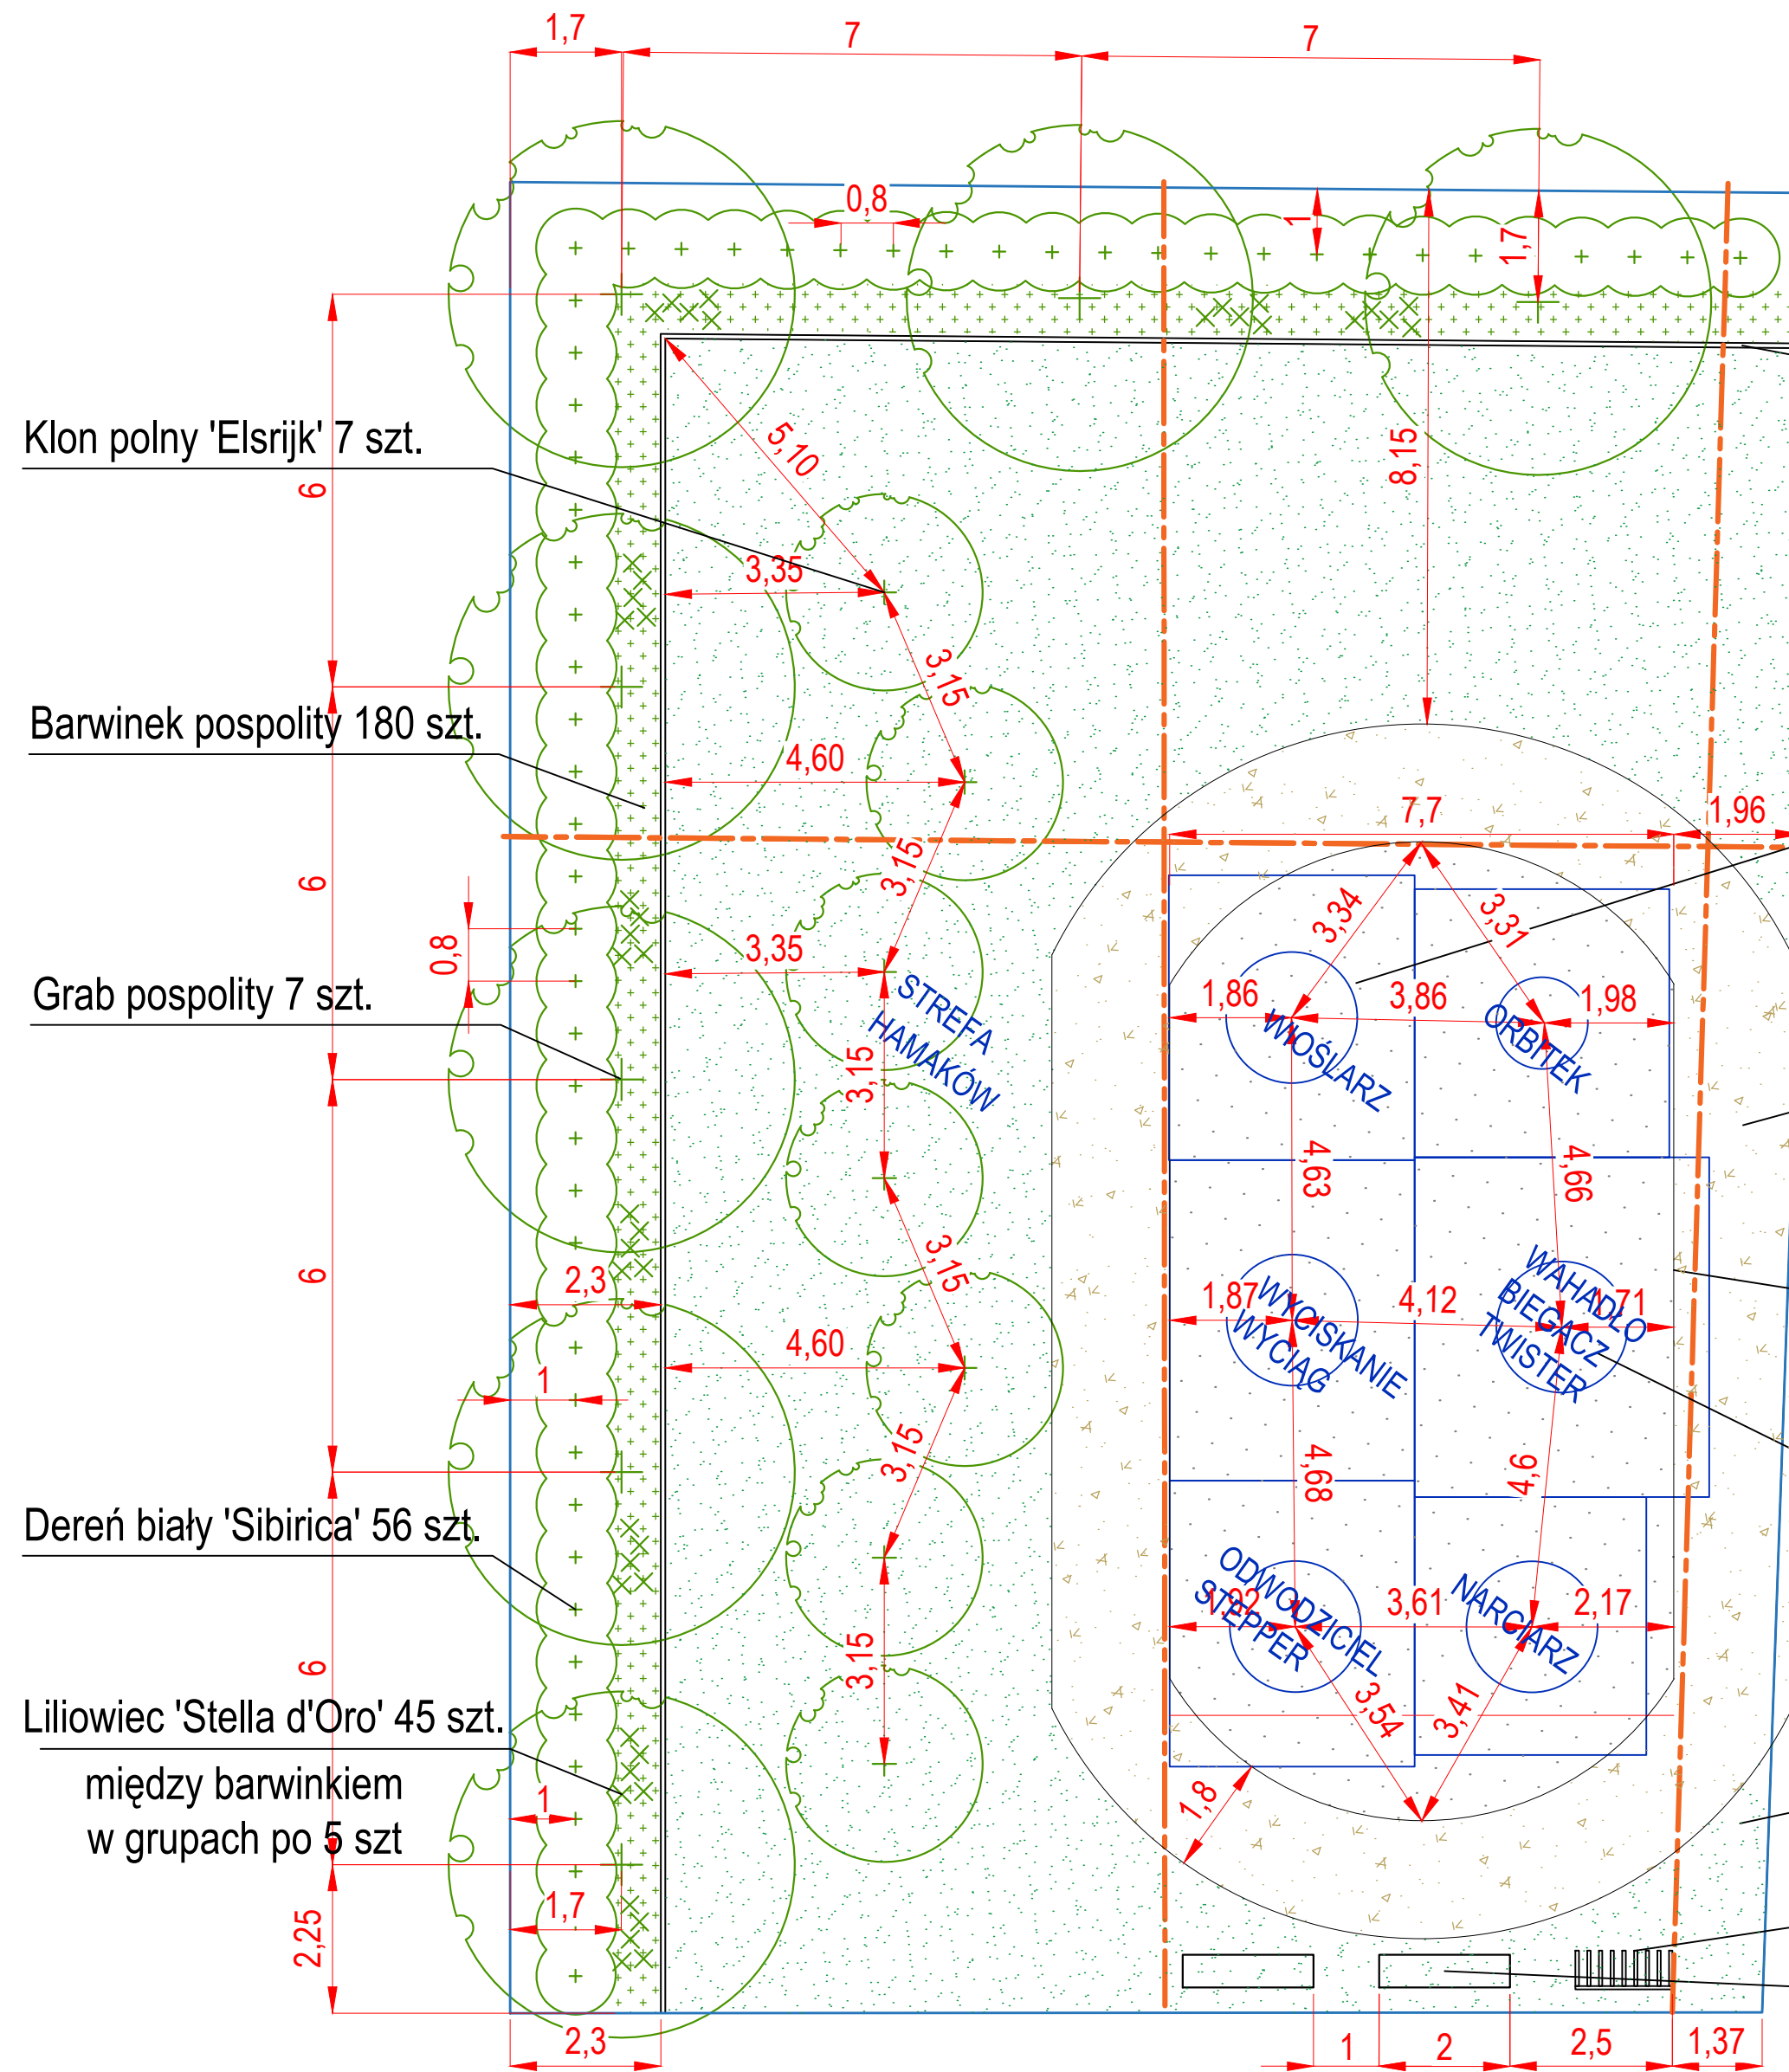 1,7
7
7
0,8
1
1,7
5,10
8,15
Klon polny 'Elsrijk' 7 szt.
6
3,35
3,15
Barwinek pospolity 180 szt.
4,60
7,7
1,96
3,15
6
0,8
3,35
3,34
3,31
Grab pospolity 7 szt.
STREFA
HAMAKÓW
1,86
3,86
1,98
WIOŚLARZ
ORBITEK
3,15
4,63
4,66
6
2,3
3,15
1,87
4,12
1,71
WYCISKANIE
WYCIĄG
WAHADŁO
BIEGACZ
TWISTER
4,60
1
3,15
4,68
4,6
Dereń biały 'Sibirica' 56 szt.
6
3,15
ODWODZICIEL
STEPPER
1,92
3,61
NARCIARZ
2,17
3,54
3,41
Liliowiec 'Stella d'Oro' 45 szt.
między barwinkiem
w grupach po 5 szt
1
1,8
1,7
2,25
2,3
1
2
2,5
1,37